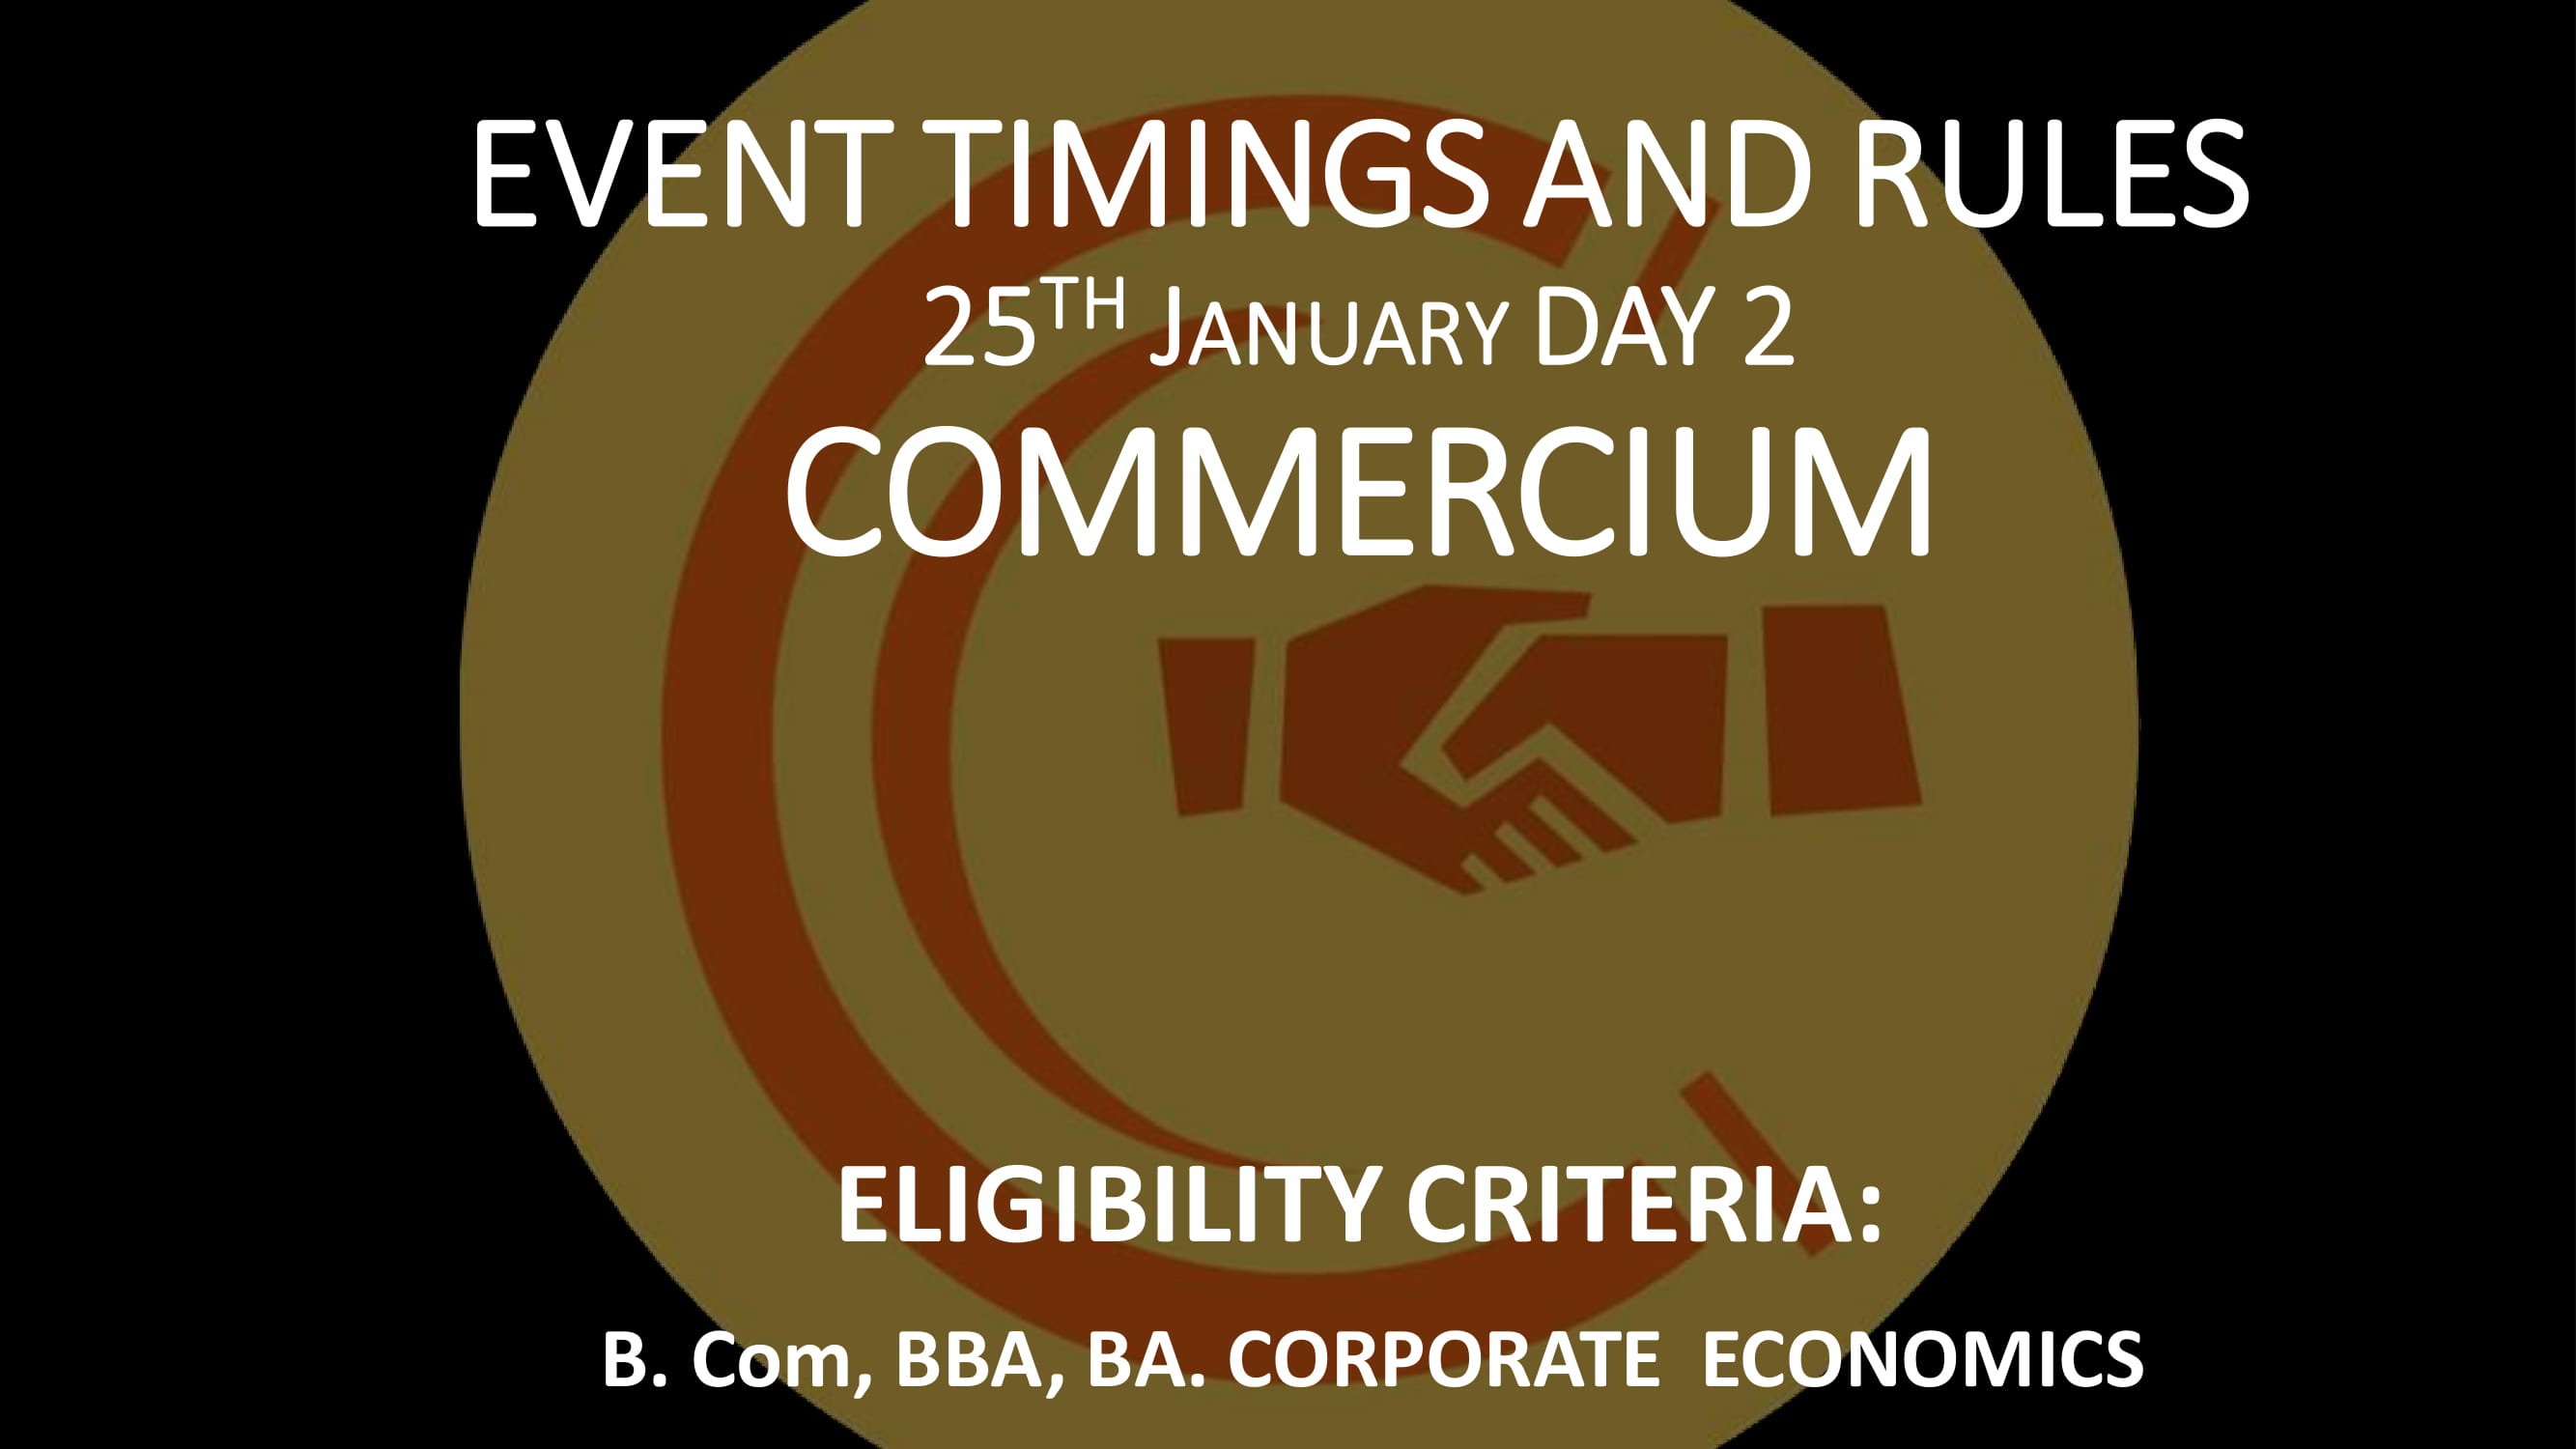 EVENT TIMINGS AND RULES
25TH JANUARY DAY 2
COMMERCIUM
ELIGIBILITY CRITERIA:
B. Com, BBA, BA. CORPORATE ECONOMICS